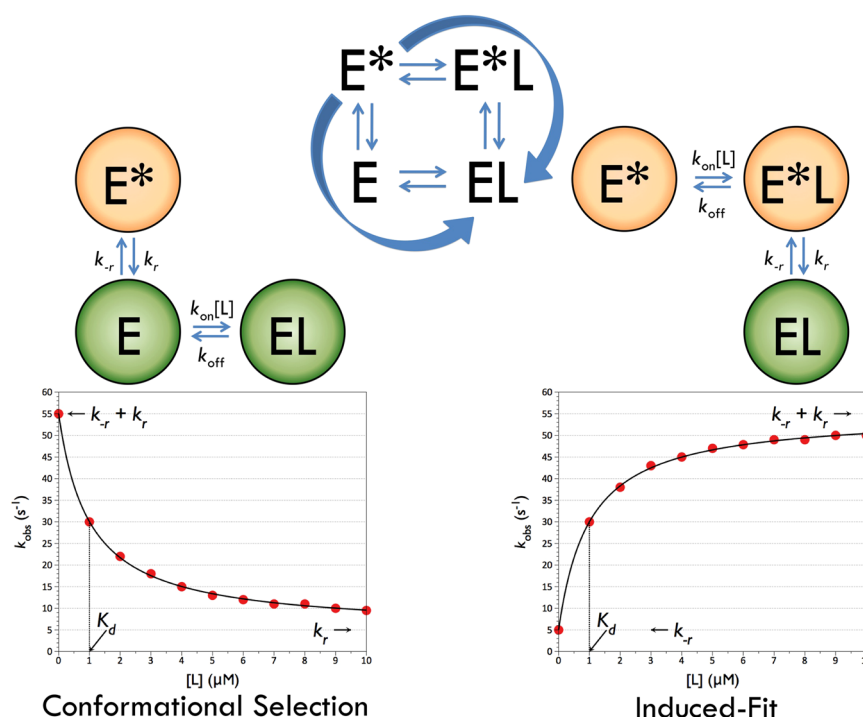 E* E*L
E EL
E*
k-r kr
E
kon[L]
koff
EL
E*
kon[L]
koff
E*L
k-r kr
EL
60
55
50
45
40
35
30
25
20
15
10
5
0
kobs (s-1)
← k-r + kr
Kd
kr →
0 1 2 3 4 5 6 7 8 9 10
[L] (µM)
Conformational Selection
60
55
50
45
40
35
30
25
20
15
10
5
0
kobs (s-1)
k-r + kr →
Kd
← k-r
0 1 2 3 4 5 6 7 8 9
[L] (µM)
Induced-Fit